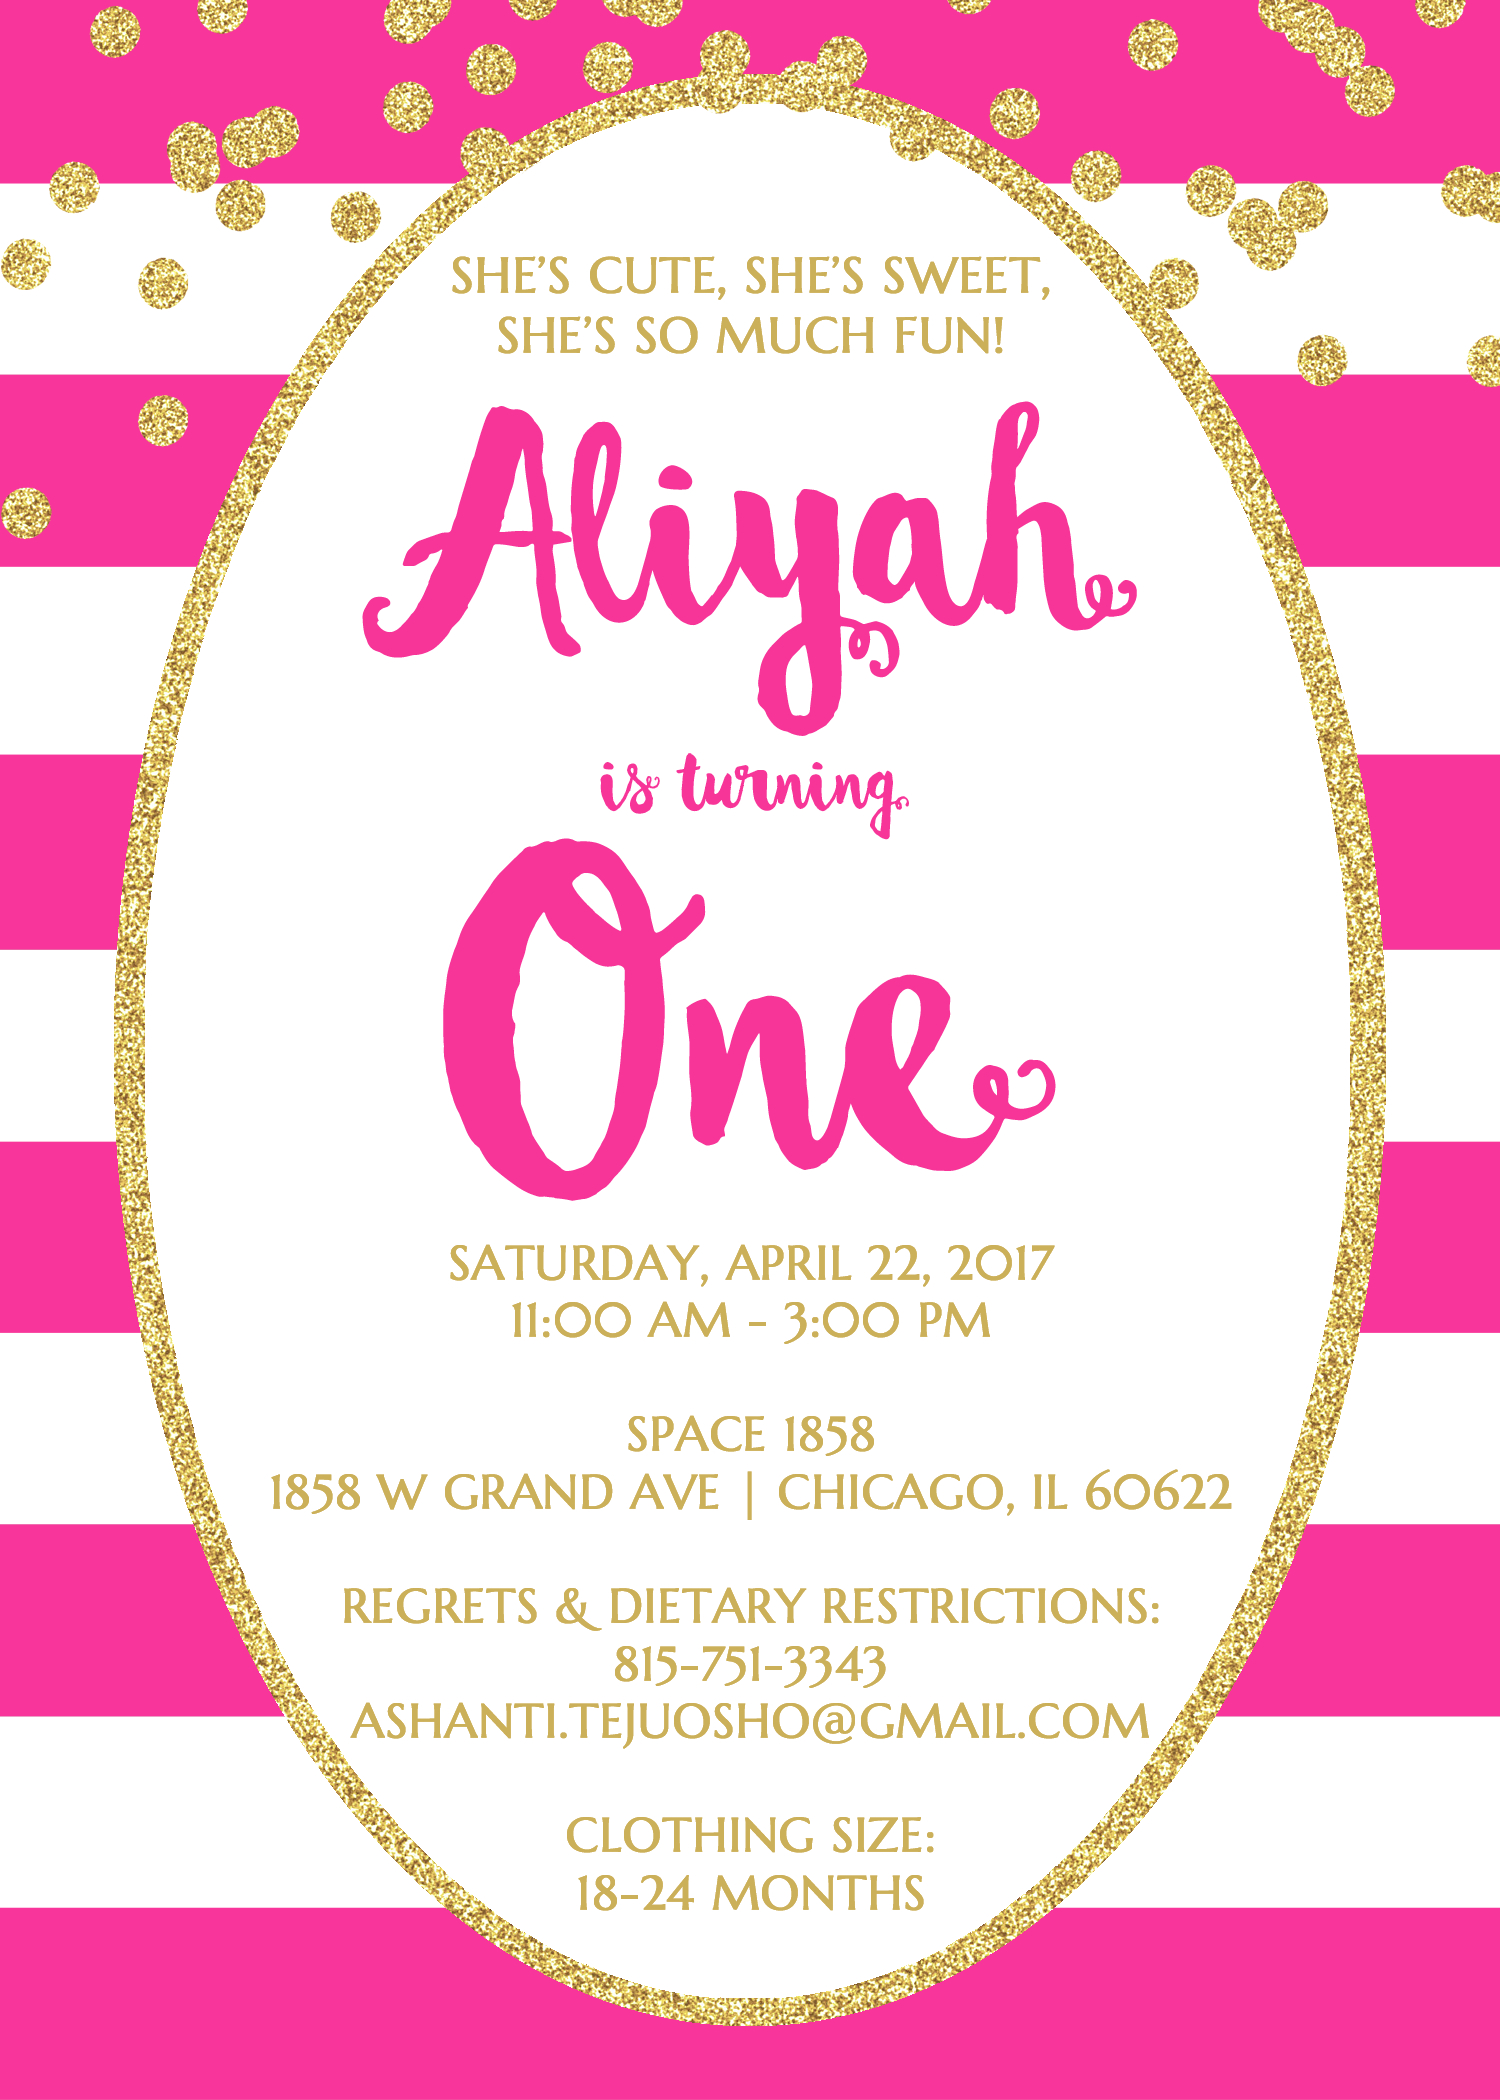 SHE'S CUTE, SHE'S SWEET,
SHE'S SO MUCH FUN!
Aliyah
is turning
One
SATURDAY, APRIL 22, 2017
11:00 AM - 3:00 PM
SPACE 1858
1858 W GRAND AVE | CHICAGO, IL 60622
REGRETS & DIETARY RESTRICTIONS:
815-751-3343
ASHANTI.TEJUOSHO@GMAIL.COM
CLOTHING SIZE:
18-24 MONTHS